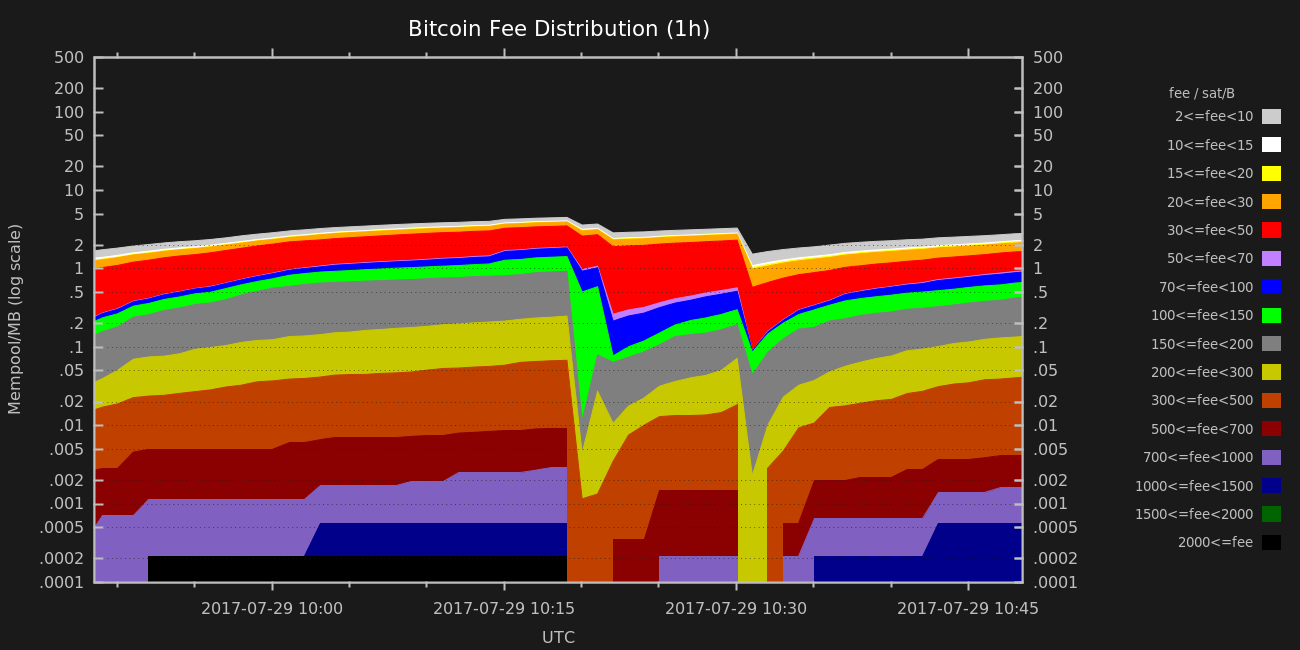 Bitcoin Fee Distribution (1h)
Mempool/MB (log scale)
500
200
100
50
20
10
5
2
1
.5
.2
.1
.05
.02
.01
.005
.002
.001
.0005
.0002
.0001
500
200
100
50
20
10
5
2
1
.5
.2
.1
.05
.02
.01
.005
.002
.001
.0005
.0002
.0001
2017-07-29 10:00 2017-07-29 10:15 2017-07-29 10:30 2017-07-29 10:45
UTC
fee / sat/B
2<=fee<10
10<=fee<15
15<=fee<20
20<=fee<30
30<=fee<50
50<=fee<70
70<=fee<100
100<=fee<150
150<=fee<200
200<=fee<300
300<=fee<500
500<=fee<700
700<=fee<1000
1000<=fee<1500
1500<=fee<2000
2000<=fee